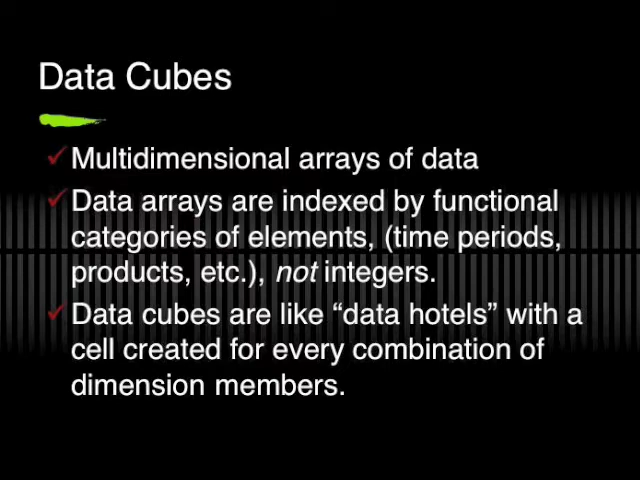 Data Cubes
Multidimensional arrays of data
Data arrays are indexed by functional
categories of elements, (time periods,
products, etc.), not integers.
Data cubes are like “data hotels” with a
cell created for every combination of
dimension members.